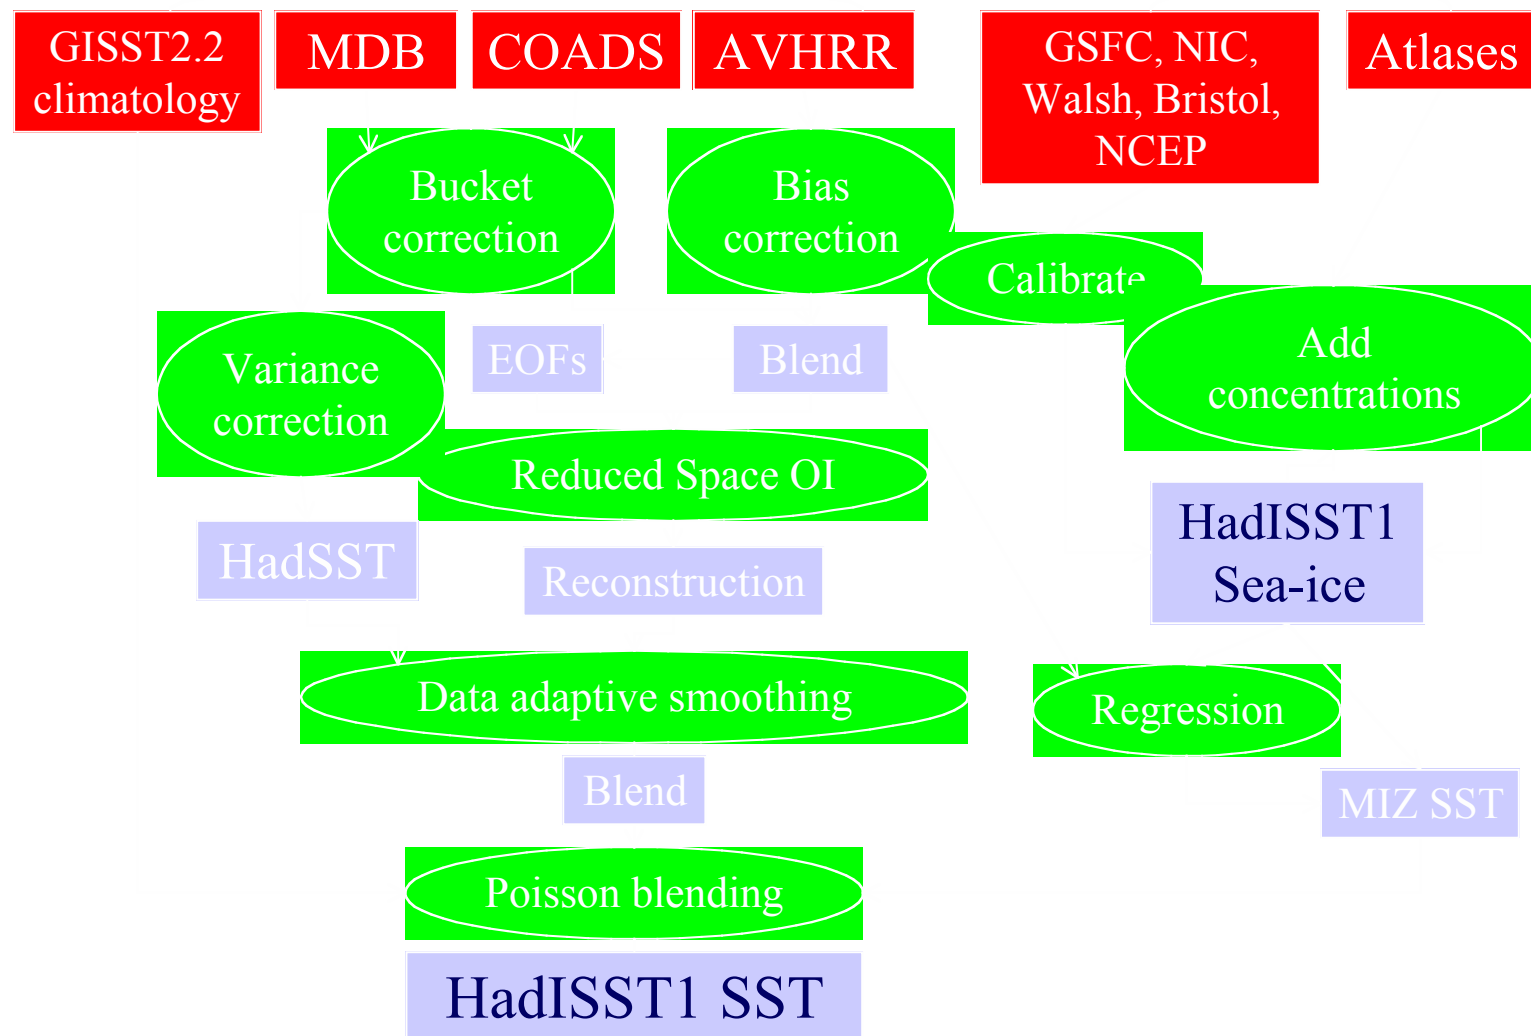 GISST2.2
climatology
MDB
COADS
AVHRR
GSFC, NIC,
Walsh, Bristol,
NCEP
Atlases
Bucket
correction
Bias
correction
Calibrate
Variance
correction
EOFs
Blend
Add
concentrations
Reduced Space OI
HadSST
Reconstruction
HadISST1
Sea-ice
Data adaptive smoothing
Regression
Blend
MIZ SST
Poisson blending
HadISST1 SST